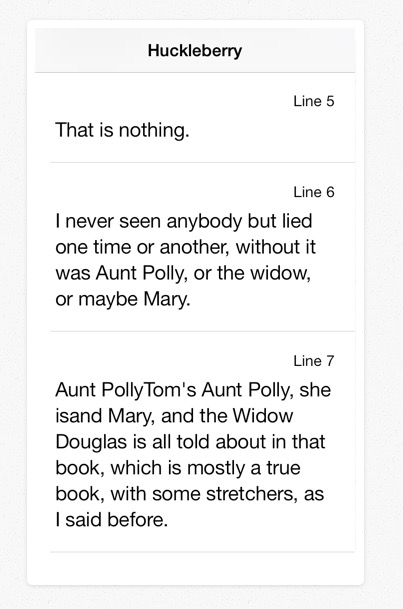 Huckleberry
Line 5
That is nothing.
Line 6
I never seen anybody but lied
one time or another, without it
was Aunt Polly, or the widow,
or maybe Mary.
Line 7
Aunt PollyTom's Aunt Polly, she
isand Mary, and the Widow
Douglas is all told about in that
book, which is mostly a true
book, with some stretchers, as
I said before.